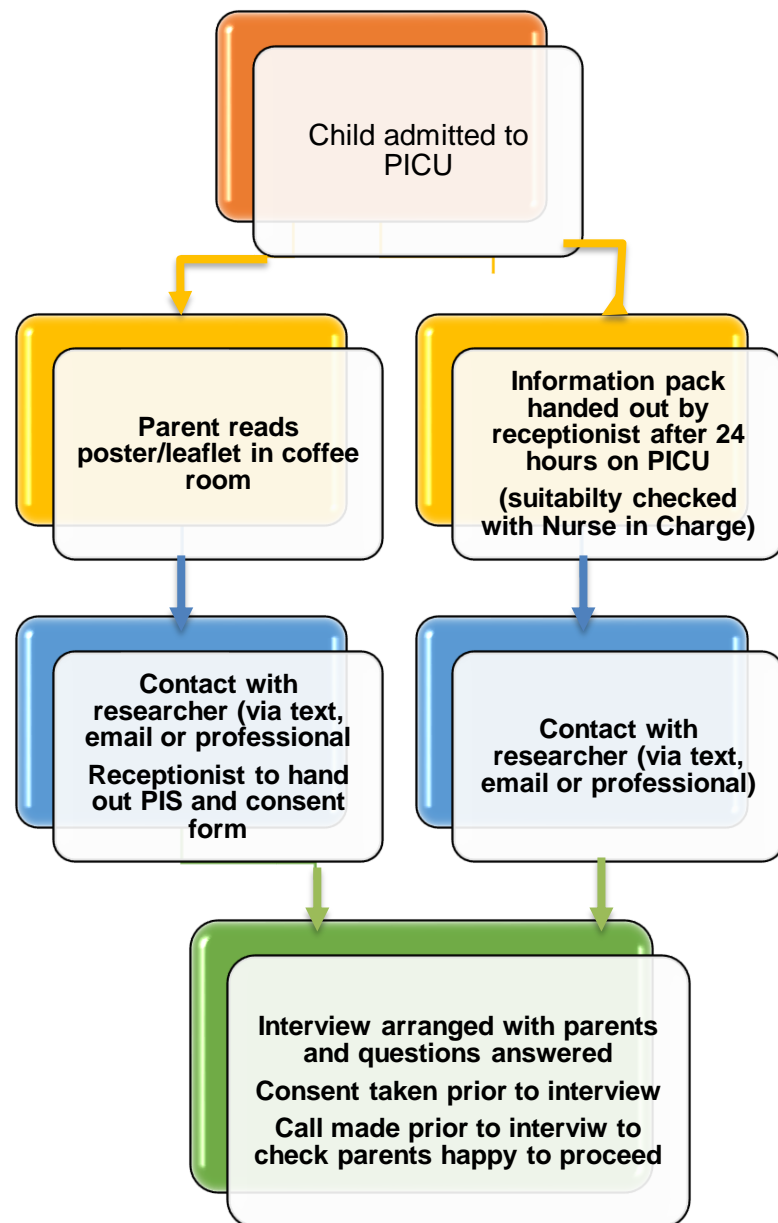 Child admitted to
PICU
Parent reads
poster/leaflet in coffee
room
Information pack
handed out by
receptionist after 24
hours on PICU
(suitabilty checked
with Nurse in Charge)
Contact with
researcher (via text,
email or professional
Receptionist to hand
out PIS and consent
form
Contact with
researcher (via text,
email or professional)
Interview arranged with parents
and questions answered
Consent taken prior to interview
Call made prior to interviw to
check parents happy to proceed